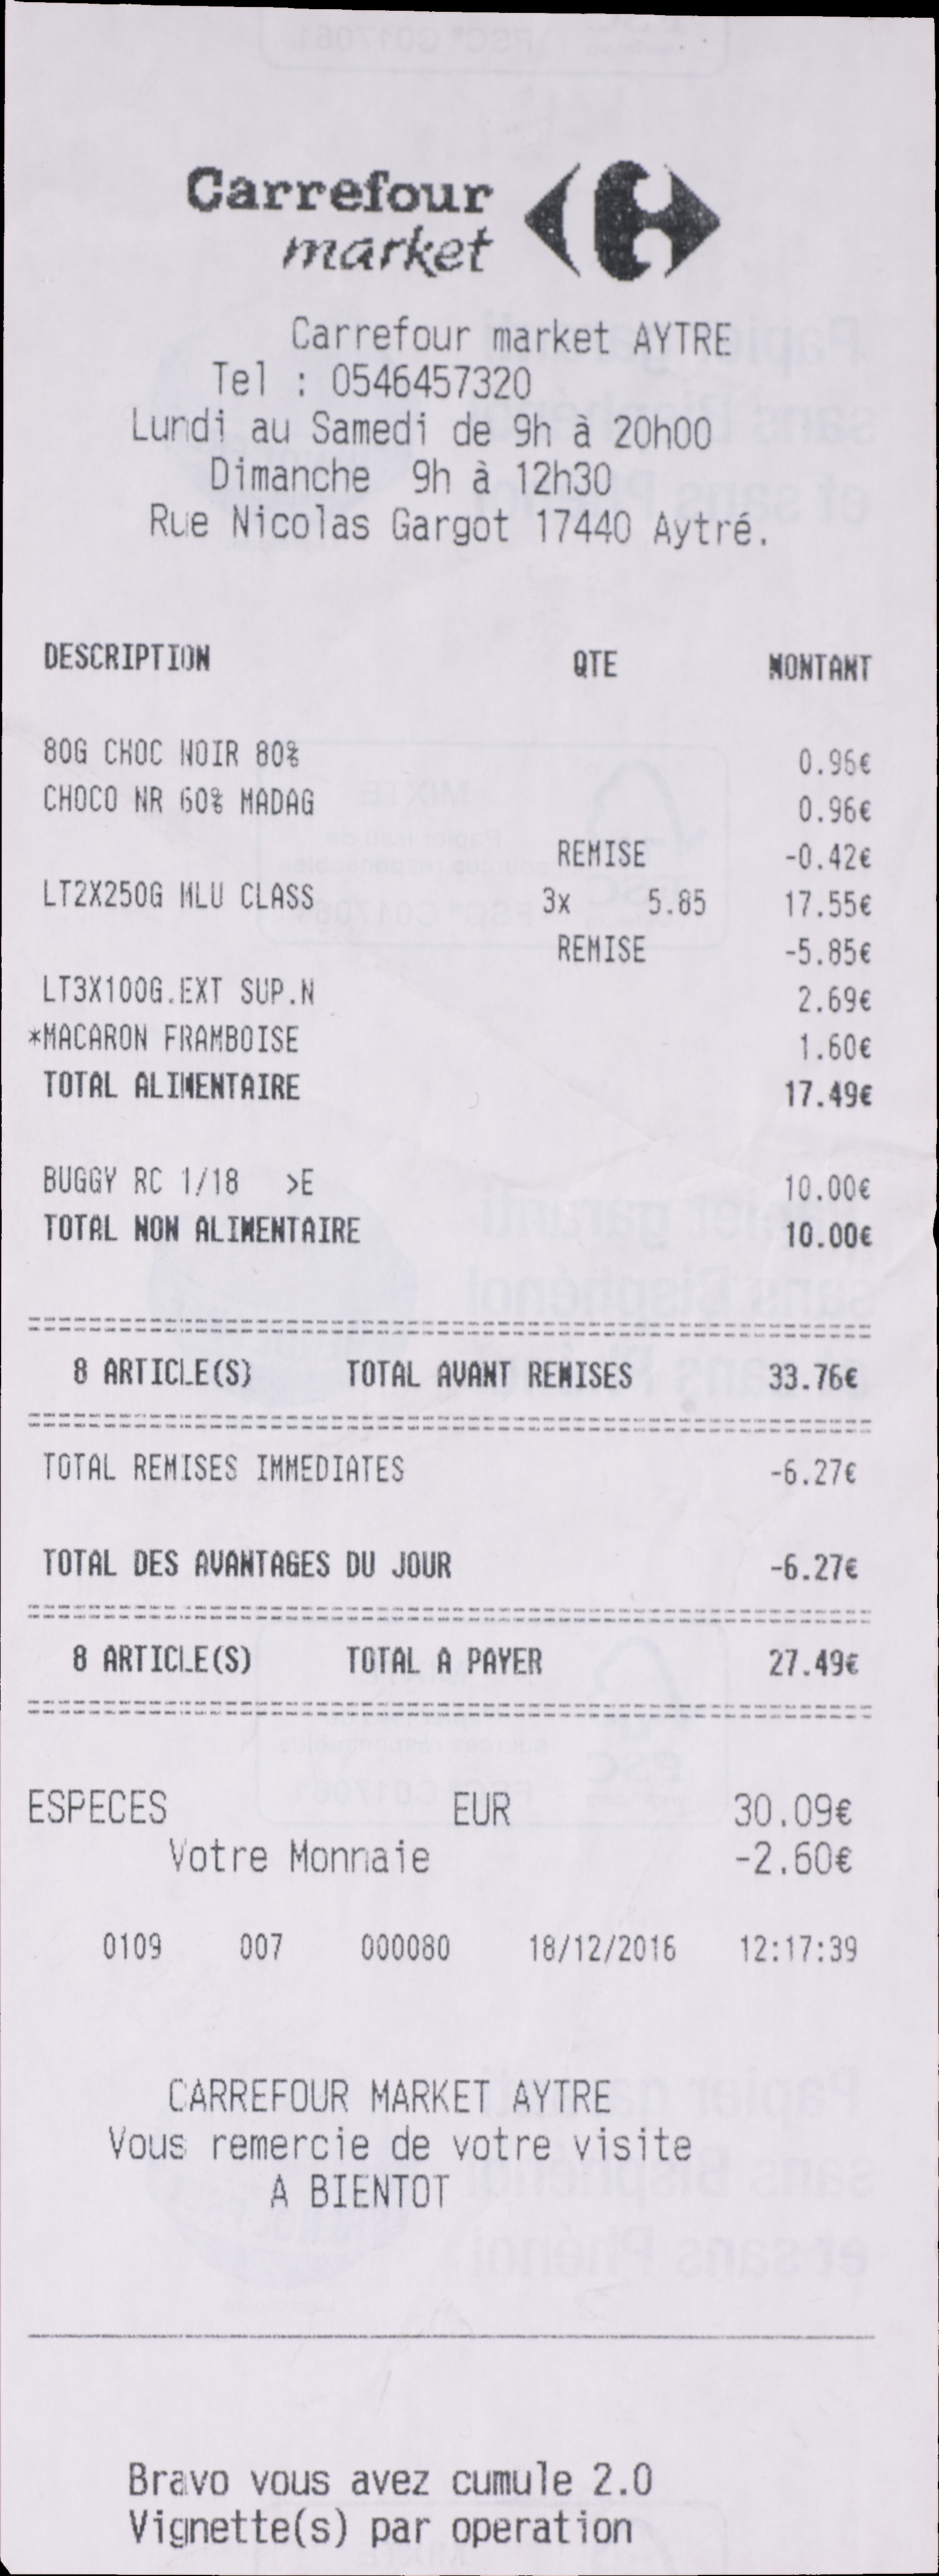 Carrefour
market
Carrefour market AYTRE
Tel : 0546457320
Lundi au Samedi de 9h à 20h00
Dimanche 9h à 12h30
Rue Nicolas Gargot 17440 Aytré.
DESCRIPTION QTE MONTANT
80G CHOC NOIR 80% 0.96€
CHOCO NR 60% MADAG 0.96€
REMISE -0.42€
LT2X250G MLU CLASS 3x 5.85 17.55€
REMISE -5.85€
LT3X100G.EXT SUP.N 2.69€
*MACARON FRAMBOISE 1.60€
TOTAL ALIMENTAIRE 17.49€
BUGGY RC 1/18 >E 10.00€
TOTAL NON ALIMENTAIRE 10.00€
8 ARTICLE(S) TOTAL AVANT REMISES 33.76€
TOTAL REMISES IMMEDIATES -6.27€
TOTAL DES AVANTAGES DU JOUR -6.27€
8 ARTICLE(S) TOTAL A PAYER 27.49€
ESPECES EUR 30.09€
Votre Monnaie -2.60€
0109 007 000080 18/12/2016 12:17:39
CARREFOUR MARKET AYTRE
Vous remercie de votre visite
A BIENTOT
Bravo vous avez cumule 2.0
Vignette(s) par operation